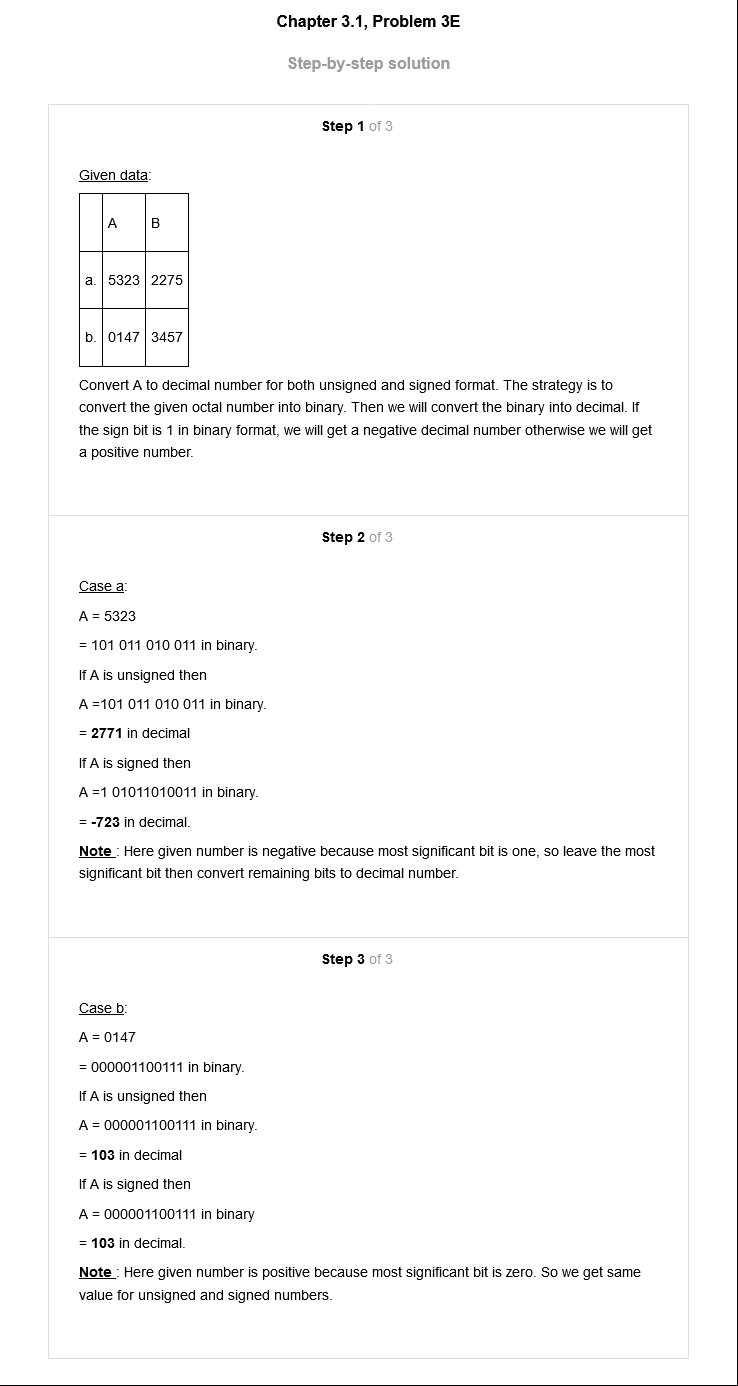 Chapter 3.1, Problem 3E
Step-by-step solution
Step 1 of 3
Given data:
A B
a. 5323 2275
b. 0147 3457
Convert A to decimal number for both unsigned and signed format. The strategy is to
convert the given octal number into binary. Then we will convert the binary into decimal. If
the sign bit is 1 in binary format, we will get a negative decimal number otherwise we will get
a positive number.
Step 2 of 3
Case a:
A = 5323
= 101 011 010 011 in binary.
If A is unsigned then
A =101 011 010 011 in binary.
= 2771 in decimal
If A is signed then
A =1 01011010011 in binary.
= -723 in decimal.
Note : Here given number is negative because most significant bit is one, so leave the most
significant bit then convert remaining bits to decimal number.
Step 3 of 3
Case b:
A = 0147
= 000001100111 in binary.
If A is unsigned then
A = 000001100111 in binary.
= 103 in decimal
If A is signed then
A = 000001100111 in binary
= 103 in decimal.
Note : Here given number is positive because most significant bit is zero. So we get same
value for unsigned and signed numbers.